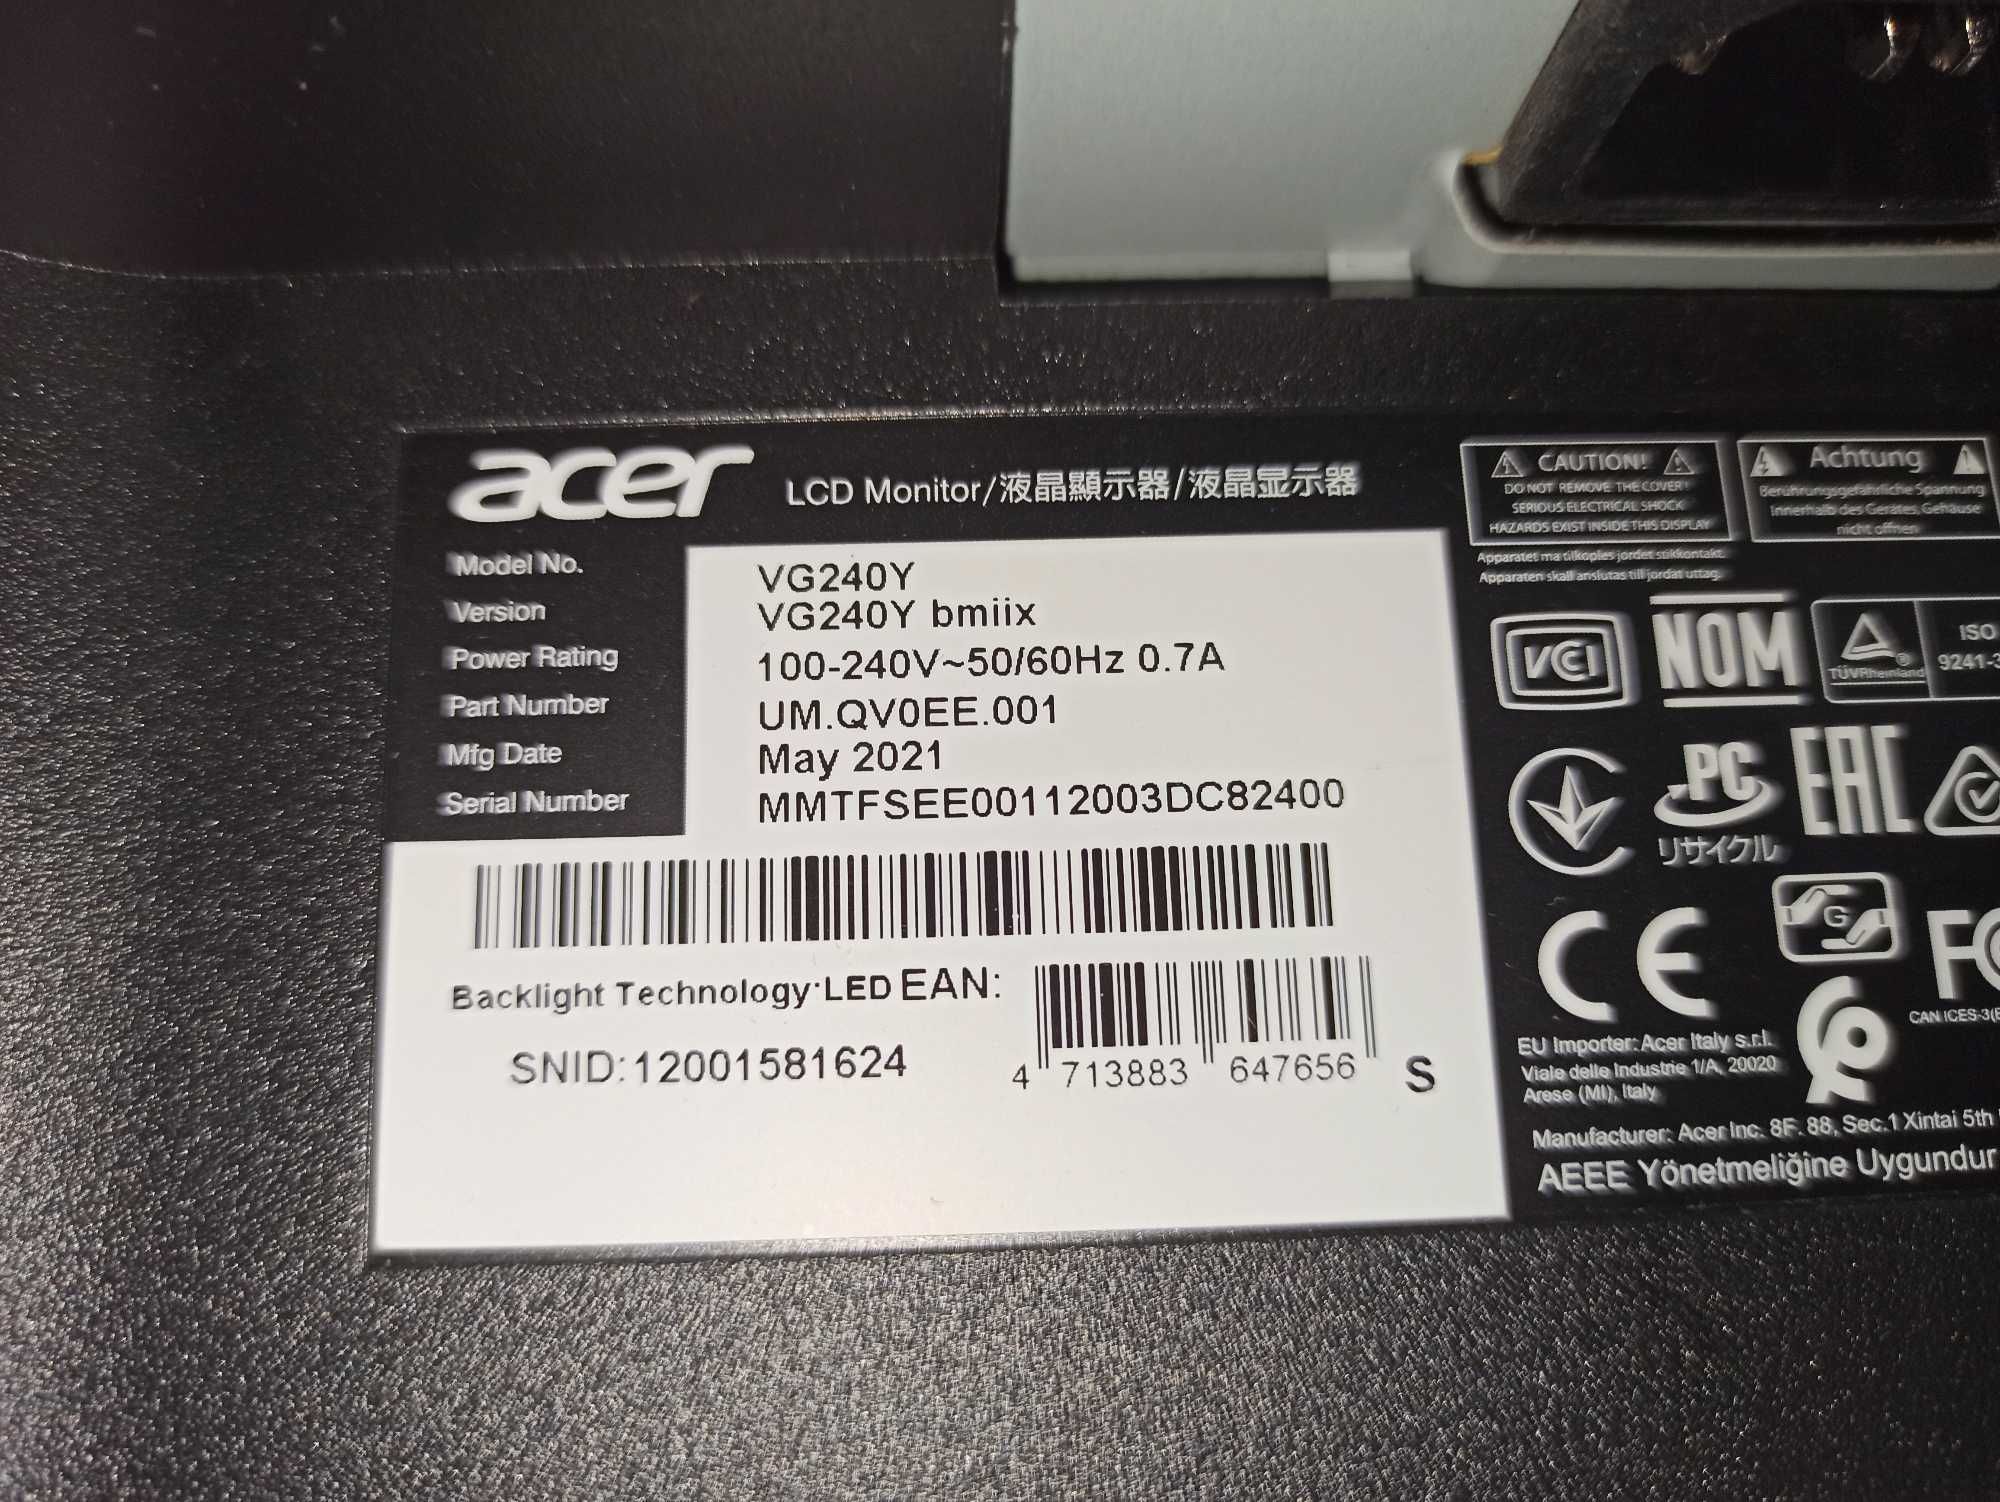 acer LCD Monitor/液晶顯示器/液晶显示器
Model No. VG240Y
Version VG240Y bmiix
Power Rating 100-240V~50/60Hz 0.7A
Part Number UM.QV0EE.001
Mfg Date May 2021
Serial Number MMTFSEE00112003DC82400
Backlight Technology:LED EAN:
SNID:12001581624
4 713883 647656 S
CAUTION!
DO NOT REMOVE THE COVER!
SERIOUS ELECTRICAL SHOCK
HAZARDS EXIST INSIDE THIS DISPLAY
Achtung
Berührungsgefährliche Spannung
Innerhalb des Gerätes, Gehäuse
nicht öffnen
Apparatet må tilkoples jordet stikkontakt.
Apparaten skall anslutas till jordat uttag.
VCCI
NOM
TÜVRheinland
ISO
9241-3
PC
リサイクル
EAC
G
CE
FC
CAN ICES-3(B
EU Importer: Acer Italy s.r.l.
Viale delle Industrie 1/A, 20020
Arese (MI), Italy
Manufacturer: Acer Inc. 8F. 88, Sec.1 Xintai 5th
AEEE Yönetmeliğine Uygundur